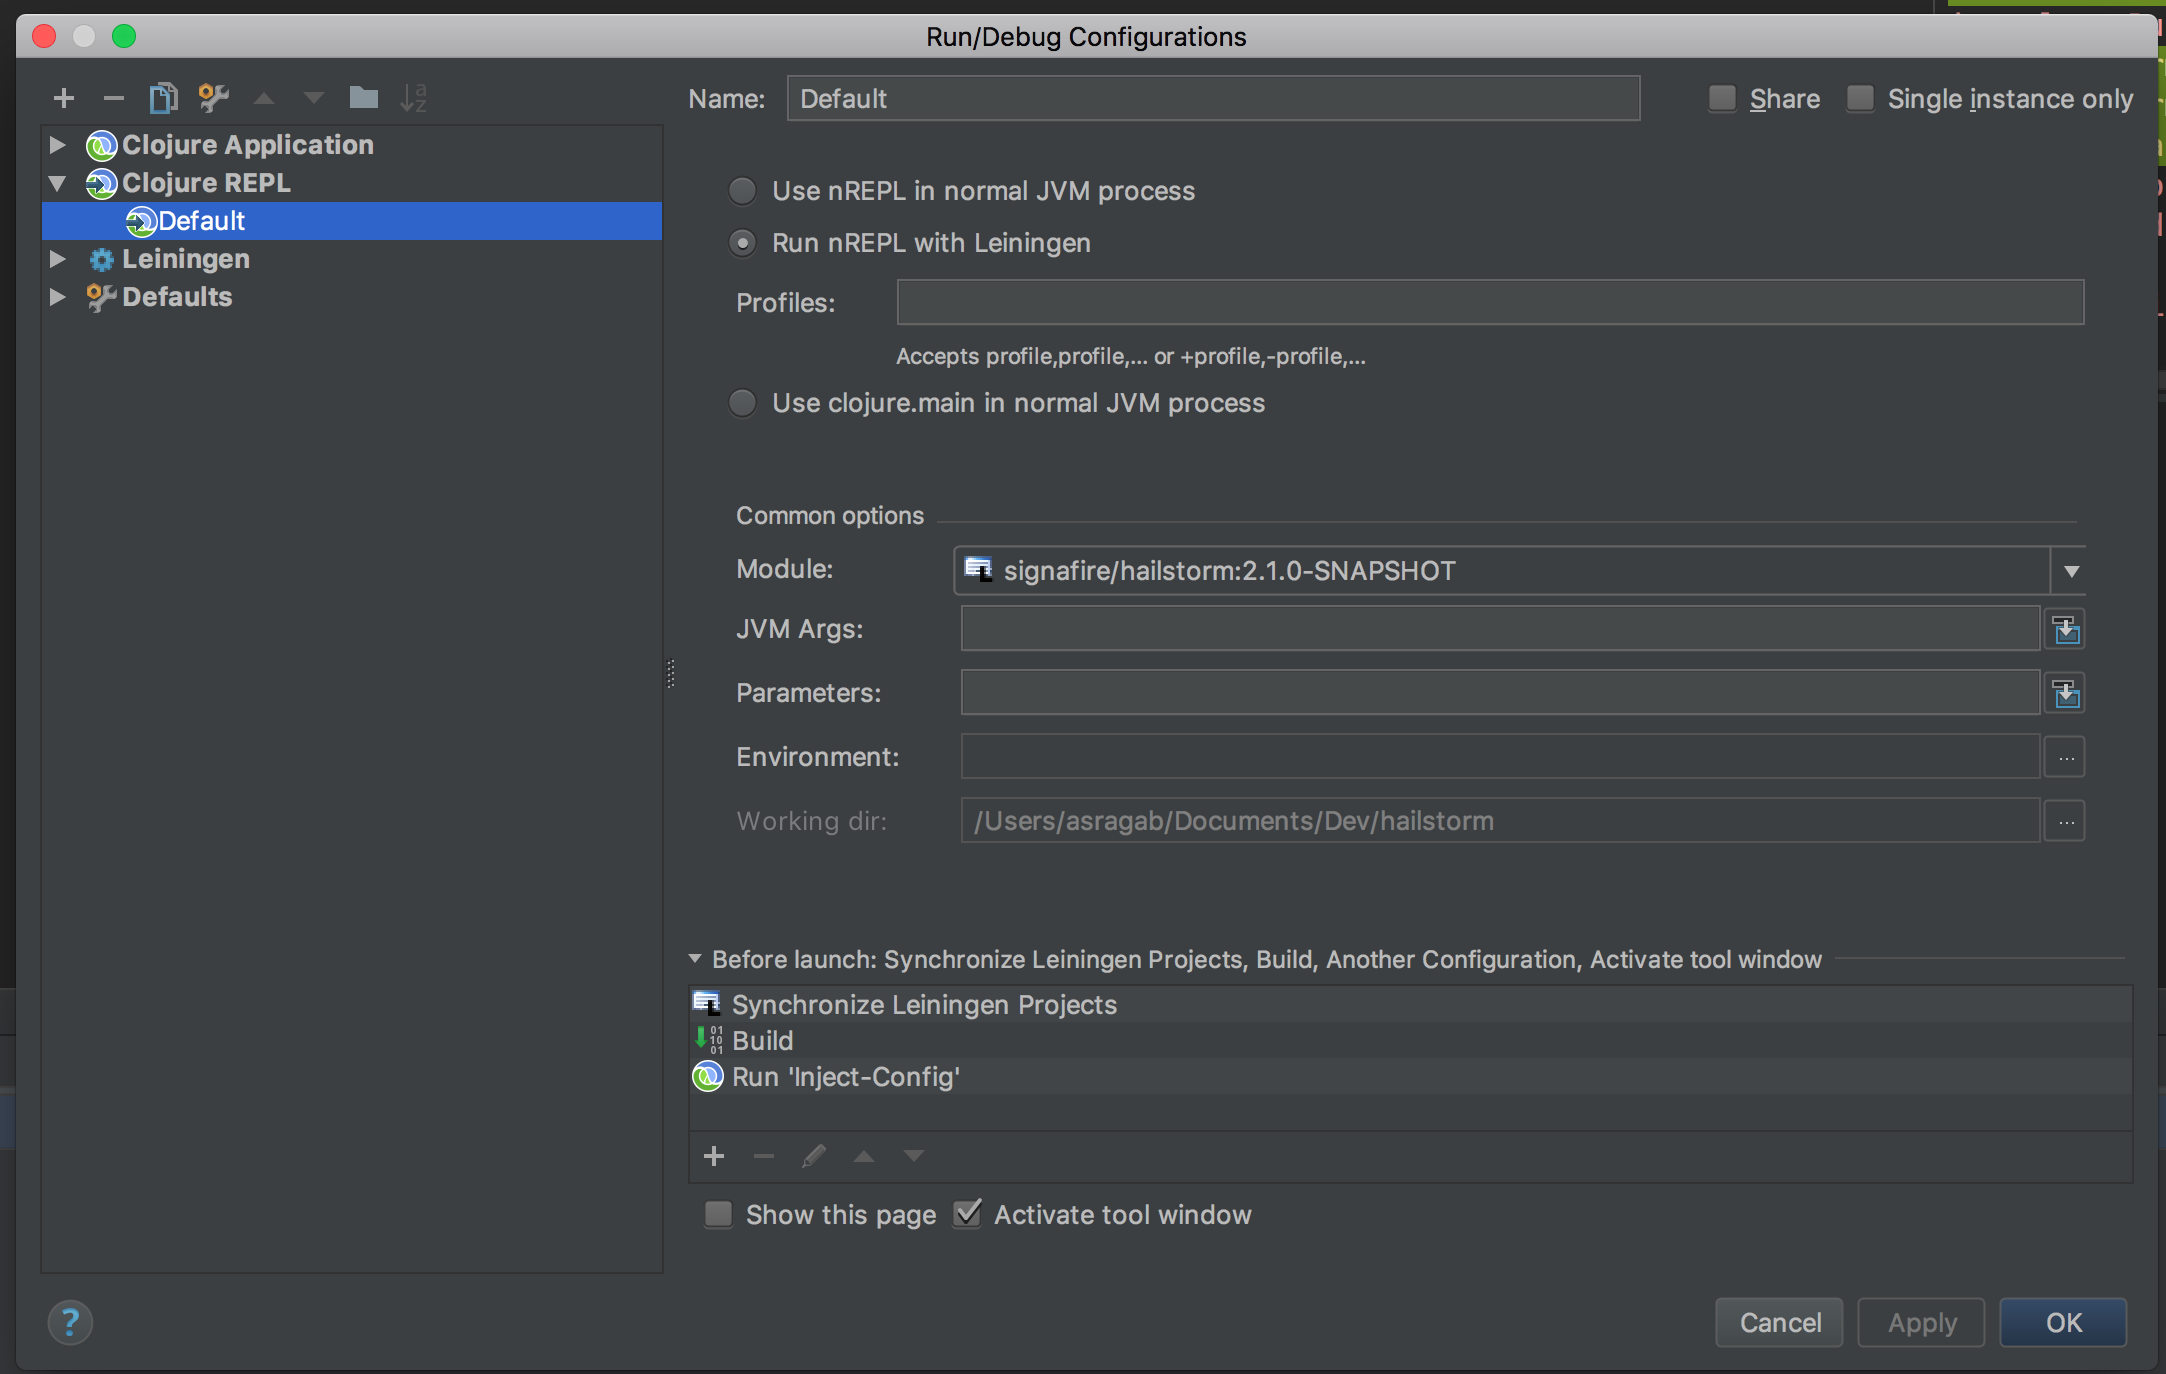 Run/Debug Configurations
Name: Default Share Single instance only
Clojure Application
Clojure REPL
Default
Leiningen
Defaults
Use nREPL in normal JVM process
Run nREPL with Leiningen
Profiles:
Accepts profile,profile,... or +profile,-profile,...
Use clojure.main in normal JVM process
Common options
Module: signafire/hailstorm:2.1.0-SNAPSHOT
JVM Args:
Parameters:
Environment:
Working dir: /Users/asragab/Documents/Dev/hailstorm
Before launch: Synchronize Leiningen Projects, Build, Another Configuration, Activate tool window
Synchronize Leiningen Projects
Build
Run 'Inject-Config'
Show this page Activate tool window
? Cancel Apply OK